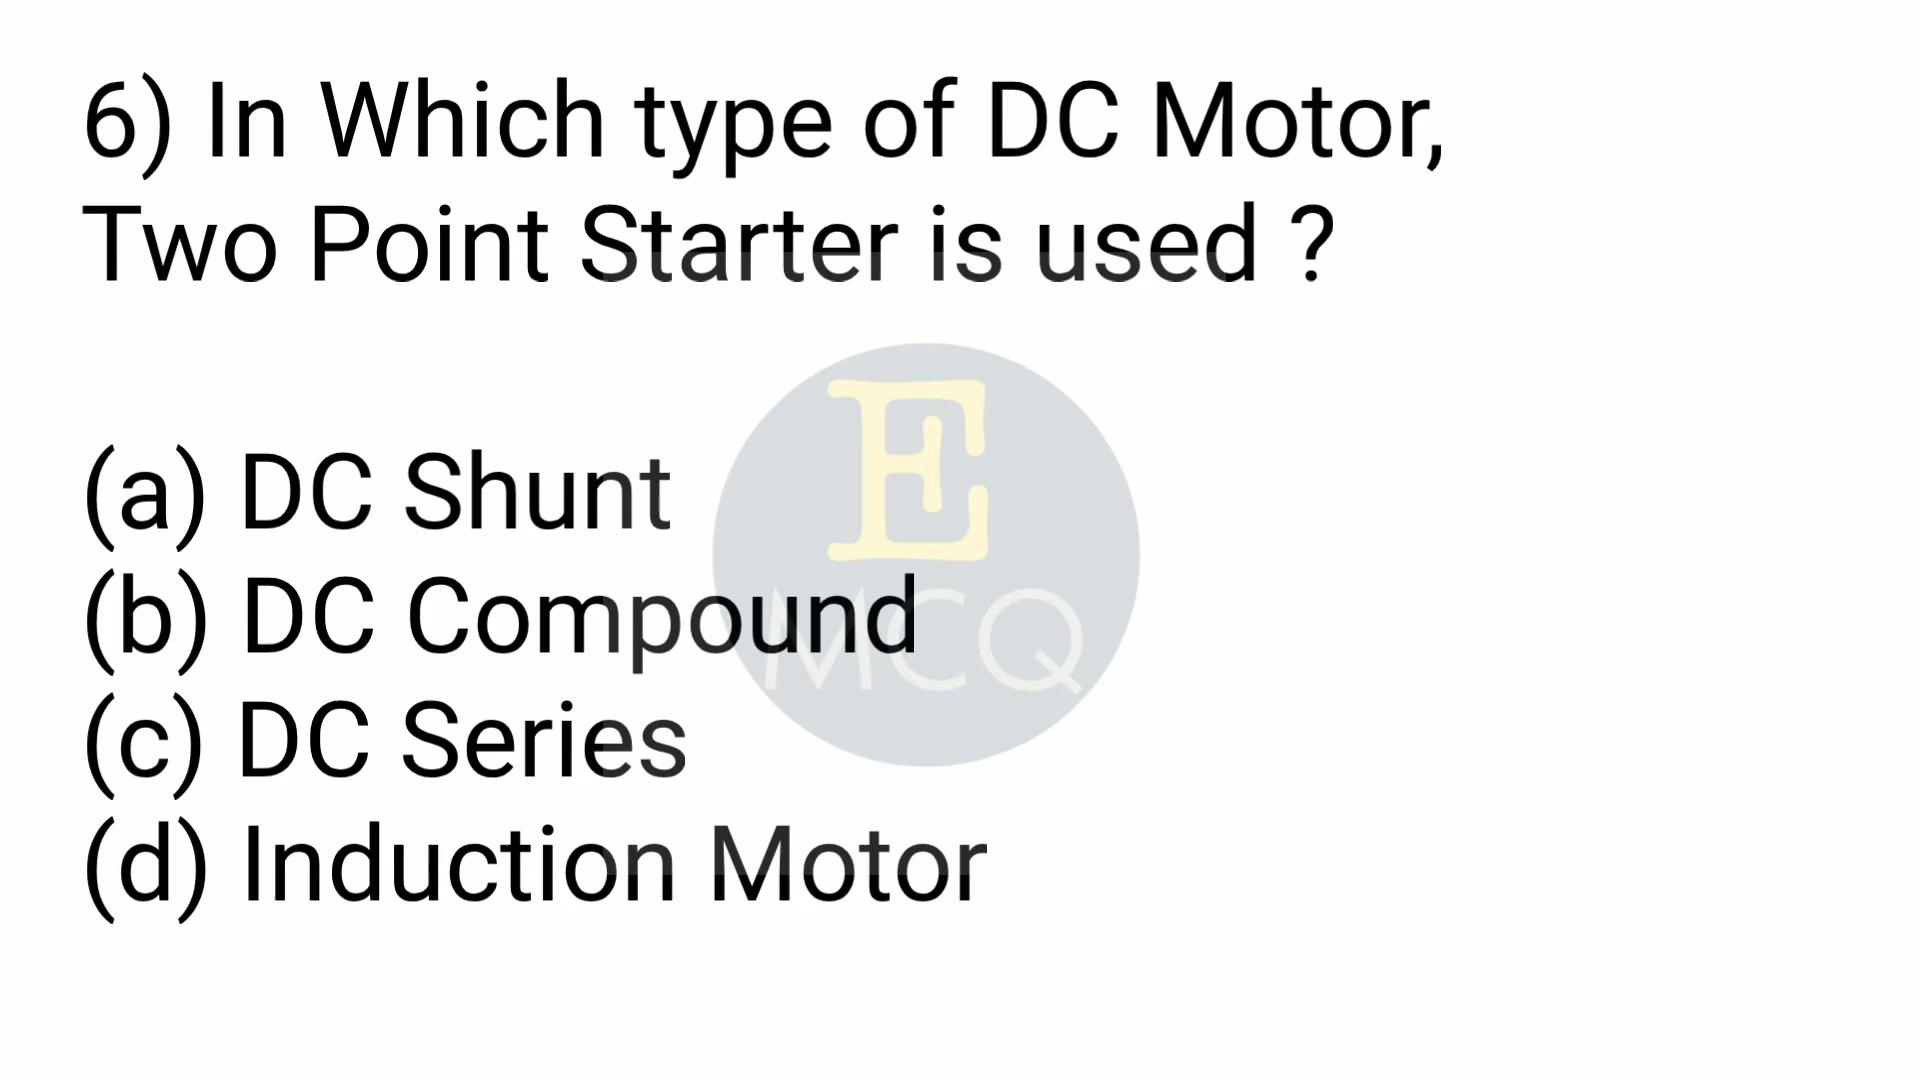 6) In Which type of DC Motor,
Two Point Starter is used ?
(a) DC Shunt
(b) DC Compound
(c) DC Series
(d) Induction Motor
E
MCQ